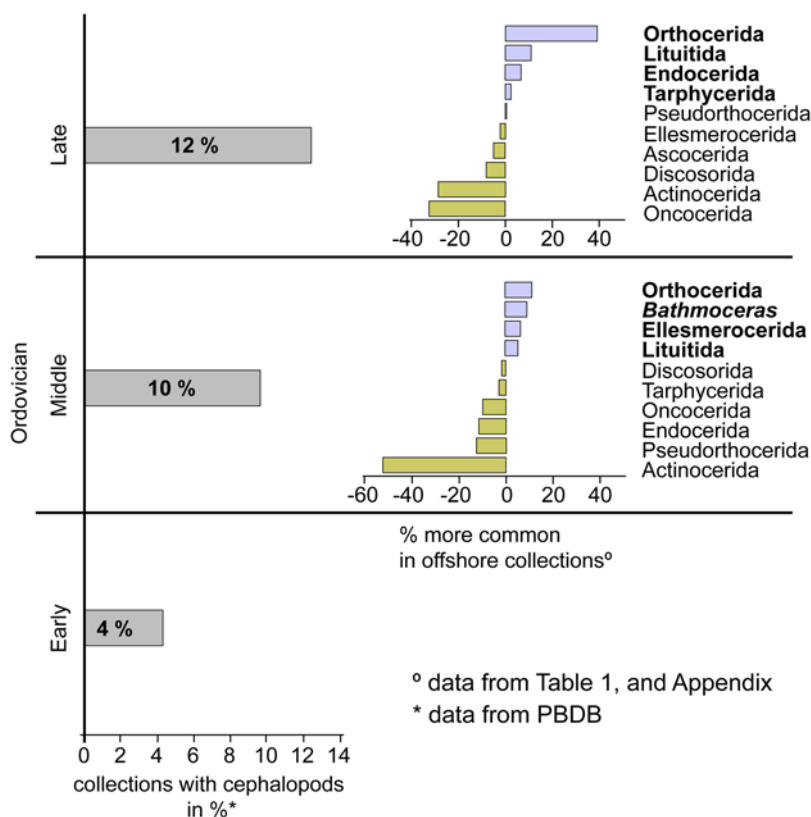 Orthocerida
Lituitida
Endocerida
Tarphycerida
Pseudorthocerida
Ellesmerocerida
Ascocerida
Discosorida
Actinocerida
Oncocerida
Late
12 %
-40 -20 0 20 40
Orthocerida
Bathmoceras
Ellesmerocerida
Lituitida
Discosorida
Tarphycerida
Oncocerida
Endocerida
Pseudorthocerida
Actinocerida
Ordovician
Middle
10 %
-60 -40 -20 0 20 40
% more common
in offshore collectionsº
Early
4 %
º data from Table 1, and Appendix
* data from PBDB
0 2 4 6 8 10 12 14
collections with cephalopods
in %*